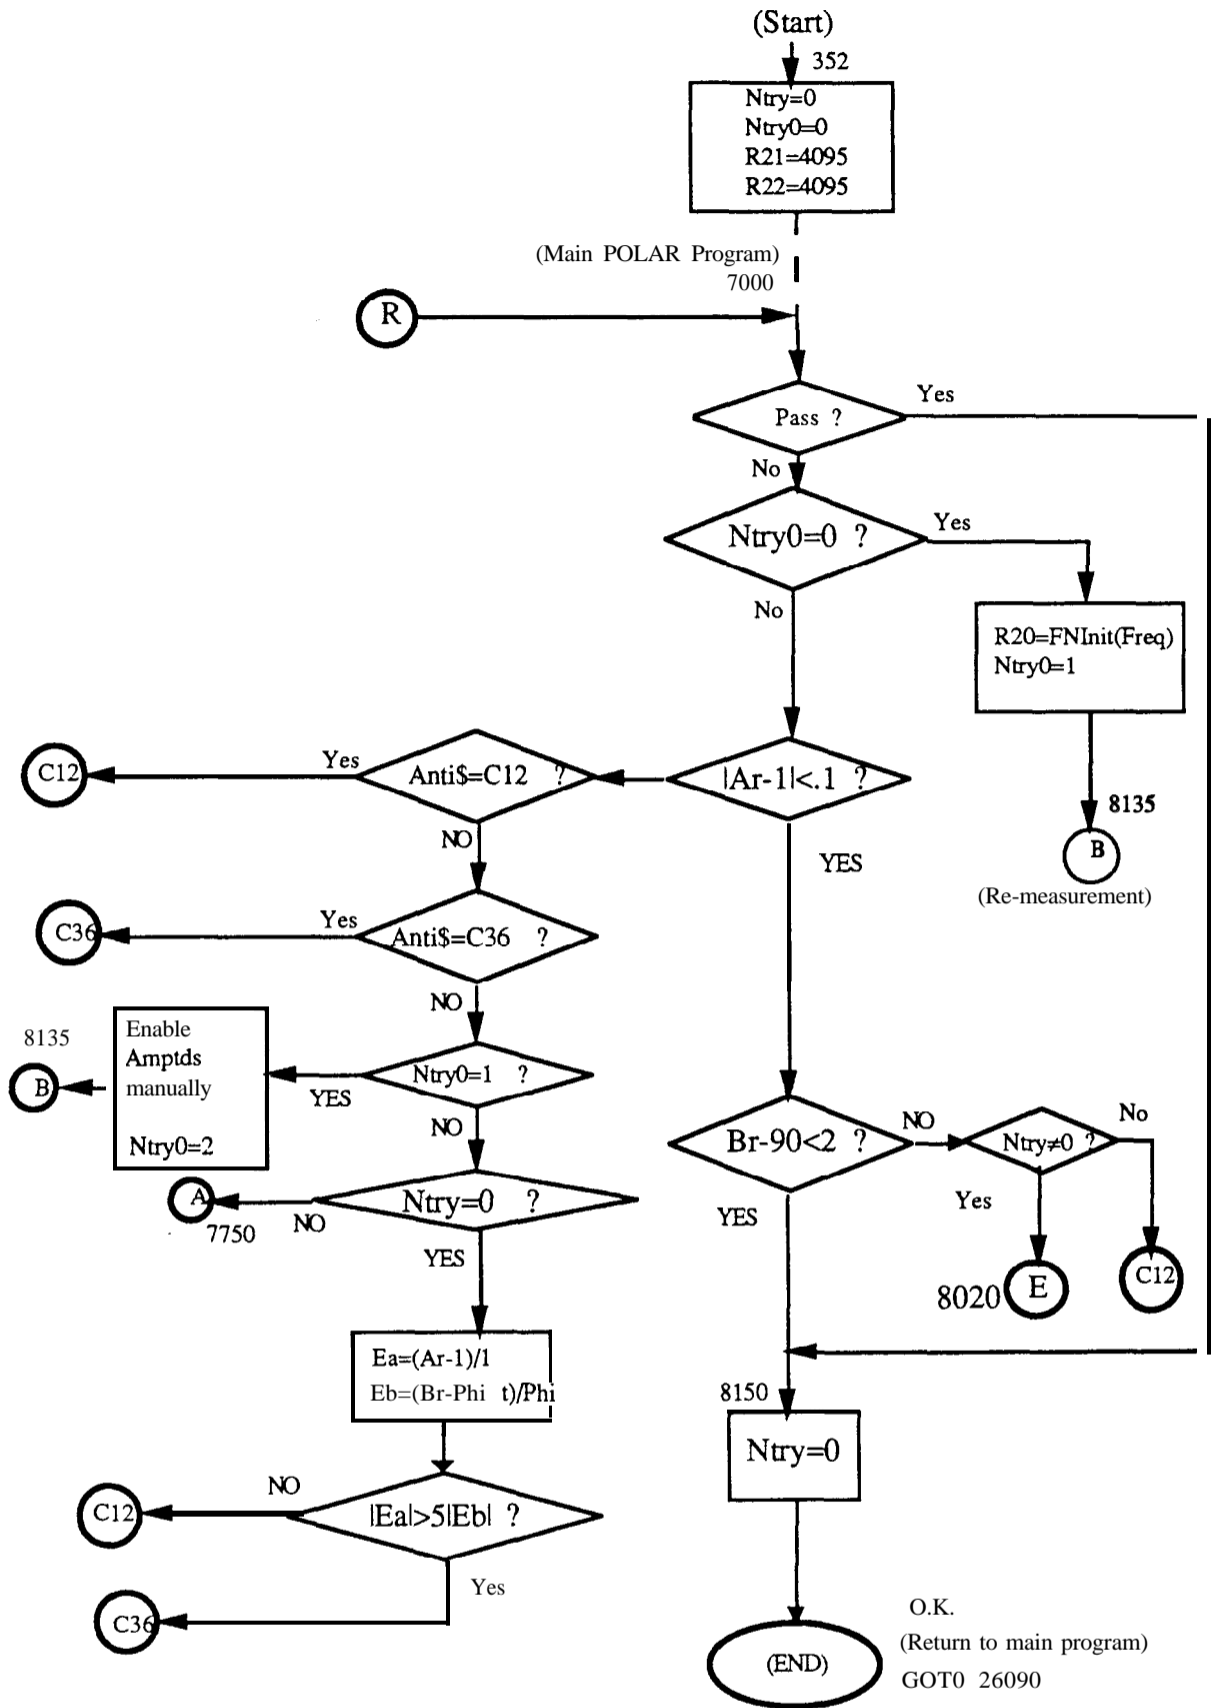 (Start)
352
Ntry=0
Ntry0=0
R21=4095
R22=4095
(Main POLAR Program)
7000
R
Pass ?
Yes
No
Ntry0=0 ?
Yes
No
R20=FNInit(Freq)
Ntry0=1
8135
B
(Re-measurement)
|Ar-1|<.1 ?
YES
Anti$=C12 ?
Yes
C12
NO
Anti$=C36 ?
Yes
C36
NO
Ntry0=1 ?
YES
Enable
Amptds
manually
Ntry0=2
8135
B
NO
Ntry=0 ?
NO
A
7750
YES
Ea=(Ar-1)/1
Eb=(Br-Phi t)/Phi
|Ea|>5|Eb| ?
NO
C12
Yes
C36
Br-90<2 ?
NO
Ntry≠0 ?
No
Yes
8020
E
C12
YES
8150
Ntry=0
(END)
O.K.
(Return to main program)
GOT0 26090